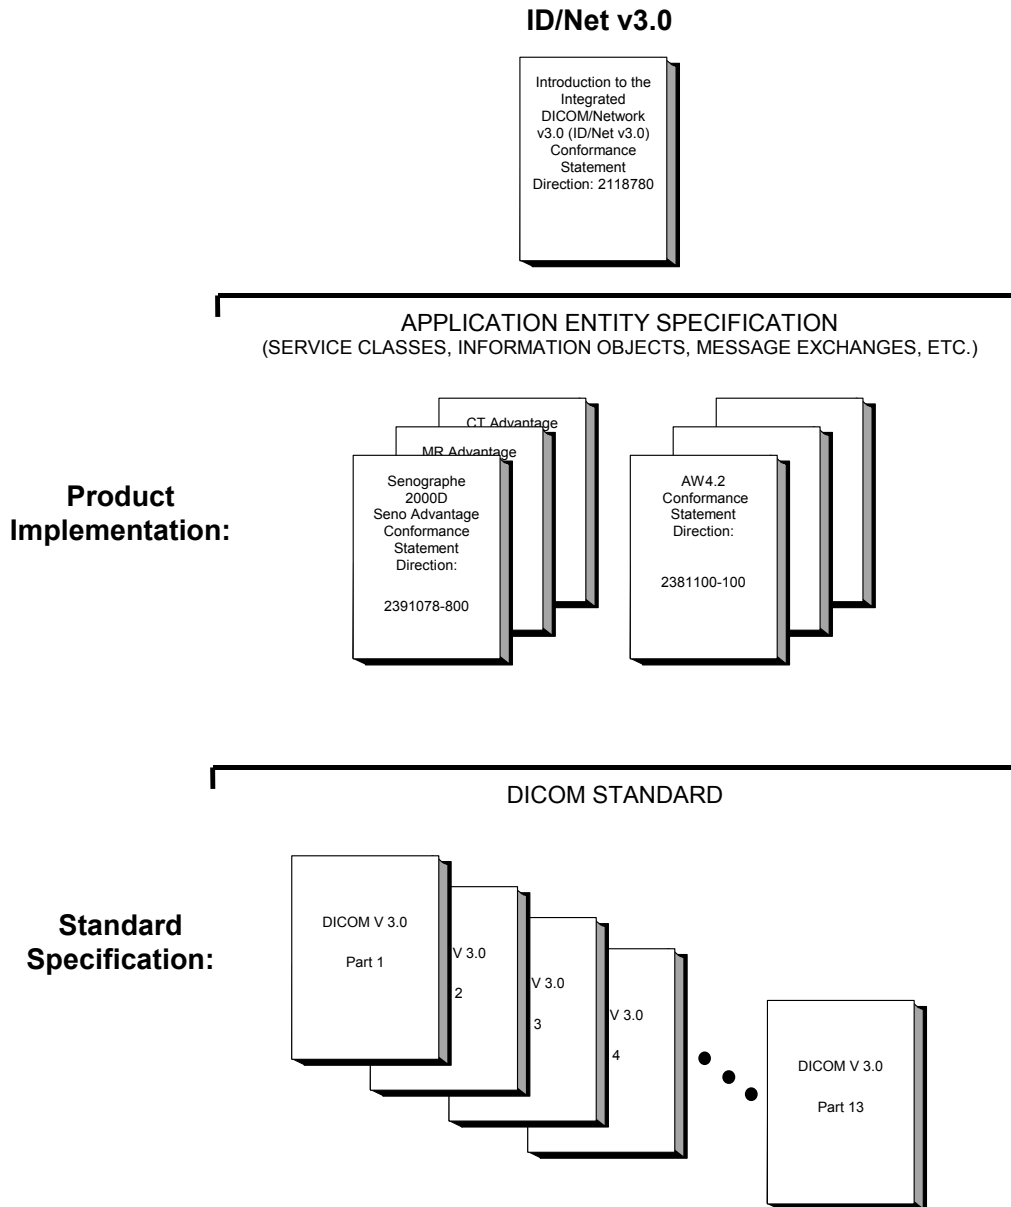 ID/Net v3.0
Introduction to the
Integrated
DICOM/Network
v3.0 (ID/Net v3.0)
Conformance
Statement
Direction: 2118780
APPLICATION ENTITY SPECIFICATION
(SERVICE CLASSES, INFORMATION OBJECTS, MESSAGE EXCHANGES, ETC.)
Product
Implementation:
CT Advantage
MR Advantage
Senographe
2000D
Seno Advantage
Conformance
Statement
Direction:
2391078-800
AW4.2
Conformance
Statement
Direction:
2381100-100
DICOM STANDARD
Standard
Specification:
DICOM V 3.0
Part 1
V 3.0
2
V 3.0
3
V 3.0
4
DICOM V 3.0
Part 13